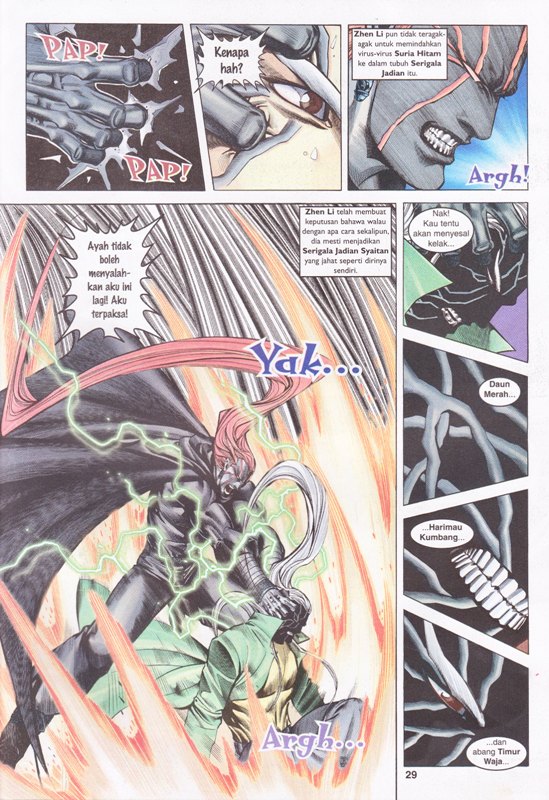 PAP!
PAP!
Kenapa
hah?
Zhen Li pun tidak teragak-
agak untuk memindahkan
virus-virus Suria Hitam
ke dalam tubuh Serigala
Jadian itu.
Argh!
Ayah tidak
boleh
menyalah-
kan aku ini
lagi! Aku
terpaksa!
Zhen Li telah membuat
keputusan bahawa walau
dengan apa cara sekalipun,
dia mesti menjadikan
Serigala Jadian Syaitan
yang jahat seperti dirinya
sendiri.
Yak...
Argh...
Nak!
Kau tentu
akan menyesal
kelak...
Daun
Merah...
...Harimau
Kumbang...
...dan
abang Timur
Waja...
29